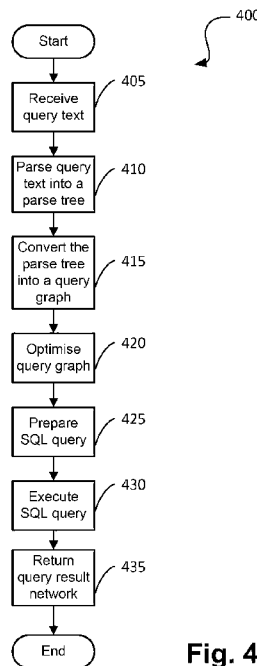 400
Start
405
Receive
query text
410
Parse query
text into a
parse tree
415
Convert the
parse tree
into a query
graph
420
Optimise
query graph
425
Prepare
SQL query
430
Execute
SQL query
435
Return
query result
network
End
Fig. 4